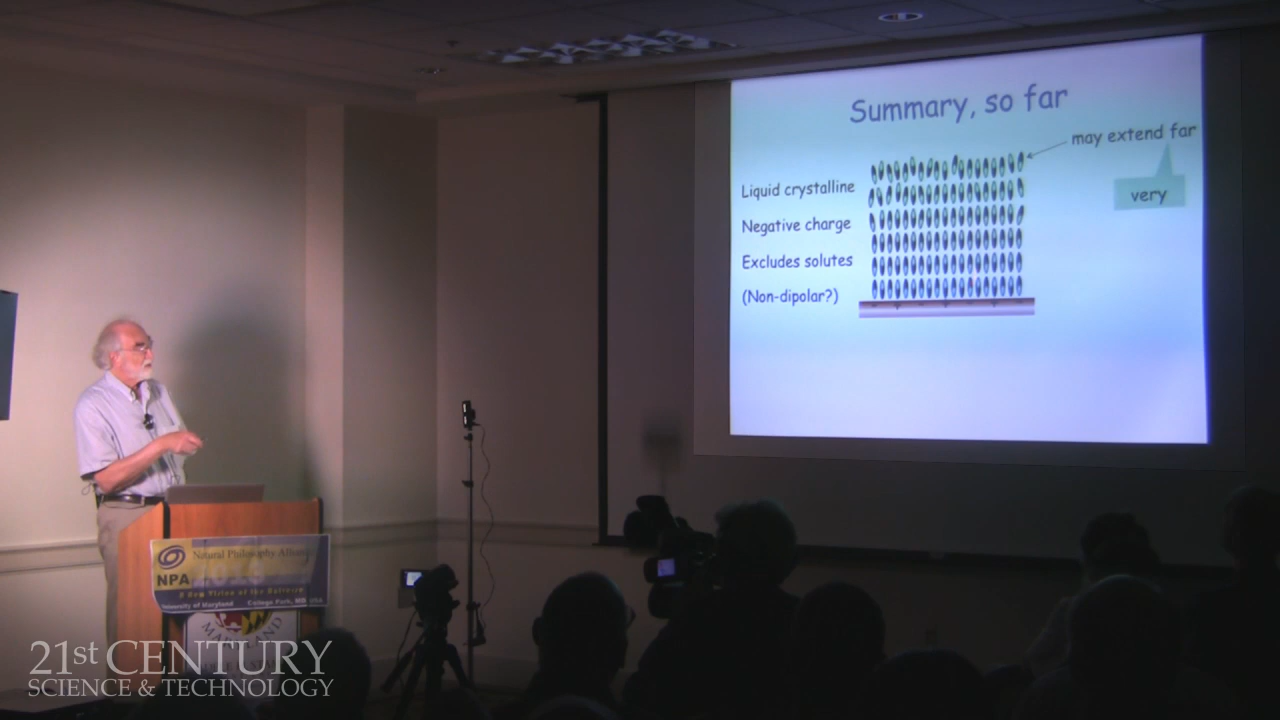 Summary, so far
may extend far
very
Liquid crystalline
Negative charge
Excludes solutes
(Non-dipolar?)
Natural Philosophy
NPA
University of Maryland College Park, MD USA
MARYLAND
21st CENTURY
SCIENCE & TECHNOLOGY